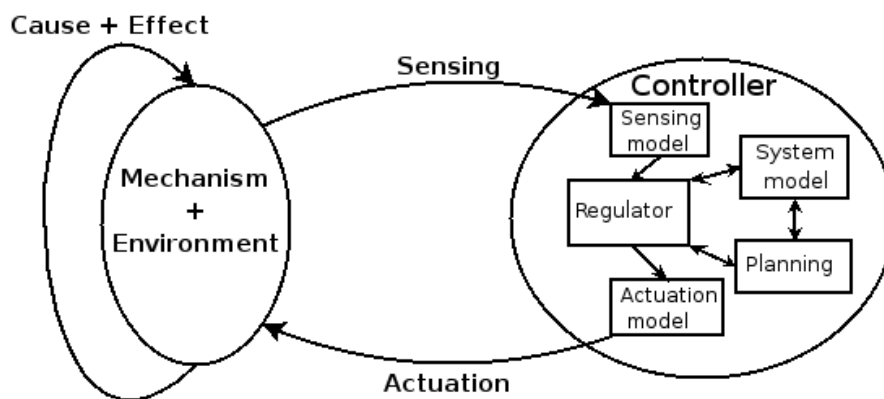 Cause + Effect
Sensing
Controller
Sensing
model
System
model
Mechanism
+
Environment
Regulator
Planning
Actuation
model
Actuation